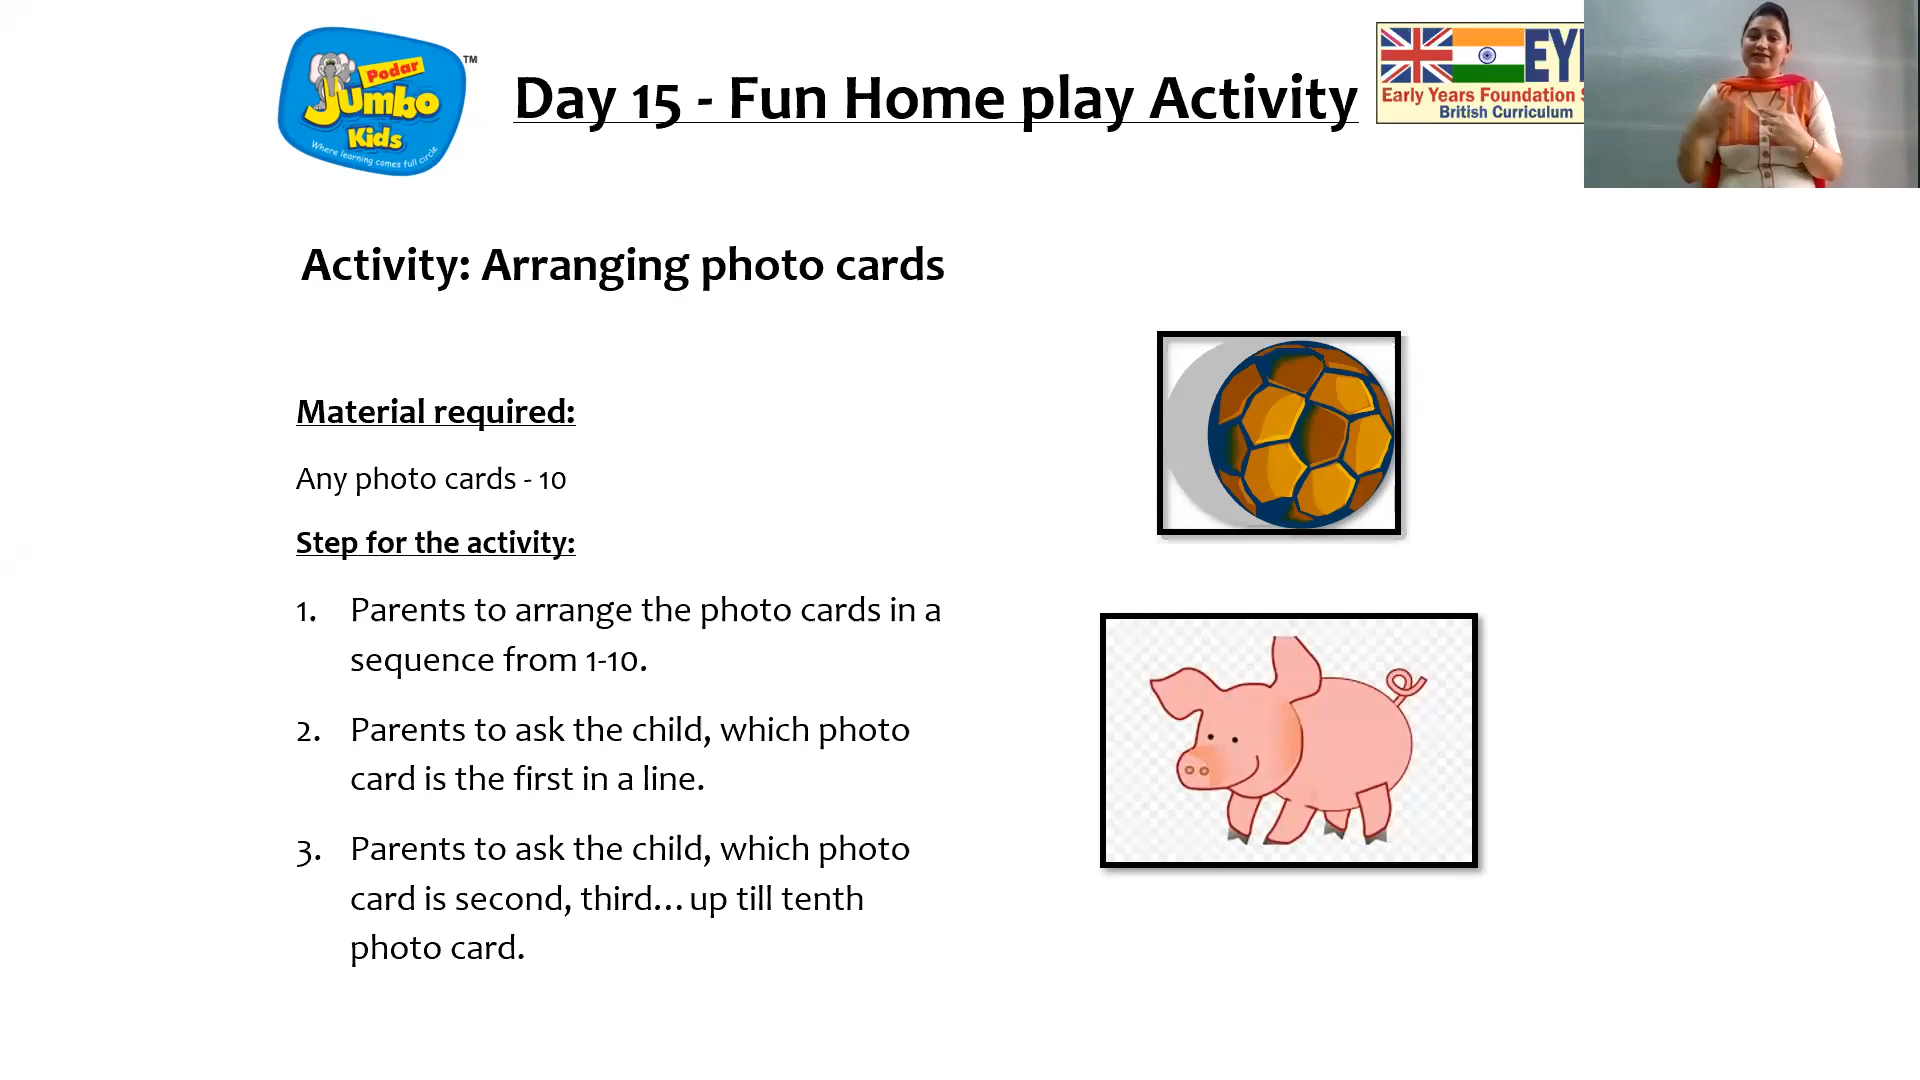 Podar
Jumbo
Kids
Where learning comes full circle
TM
Day 15 - Fun Home play Activity
Early Years Foundation
British Curriculum
Activity: Arranging photo cards
Material required:
Any photo cards - 10
Step for the activity:
1. Parents to arrange the photo cards in a
sequence from 1-10.
2. Parents to ask the child, which photo
card is the first in a line.
3. Parents to ask the child, which photo
card is second, third... up till tenth
photo card.